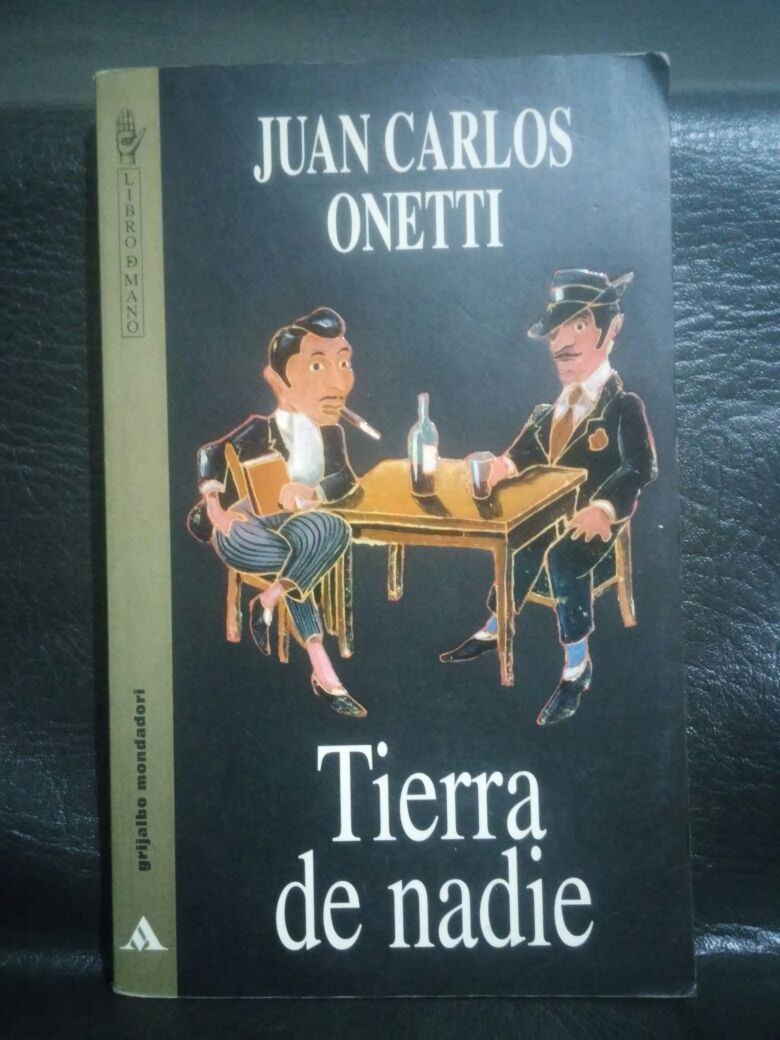 JUAN CARLOS
ONETTI
LIBRO DE MANO
Tierra
de nadie
grijalbo mondadori